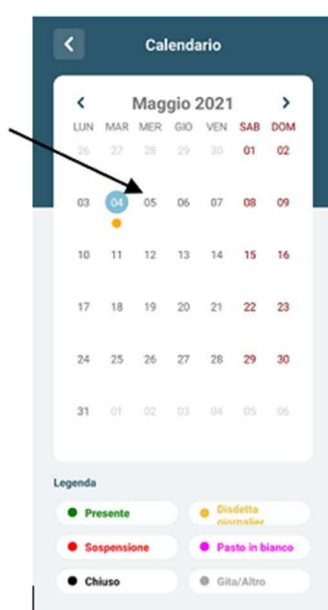 Calendario
Maggio 2021
LUN MAR MER GIO VEN SAB DOM
26 27 28 29 30 01 02
03 04 05 06 07 08 09
10 11 12 13 14 15 16
17 18 19 20 21 22 23
24 25 26 27 28 29 30
31 01 02 03 04 05 06
Legenda
Presente
Disdetta
giornalier
Sospensione
Pasto in bianco
Chiuso
Gita/Altro